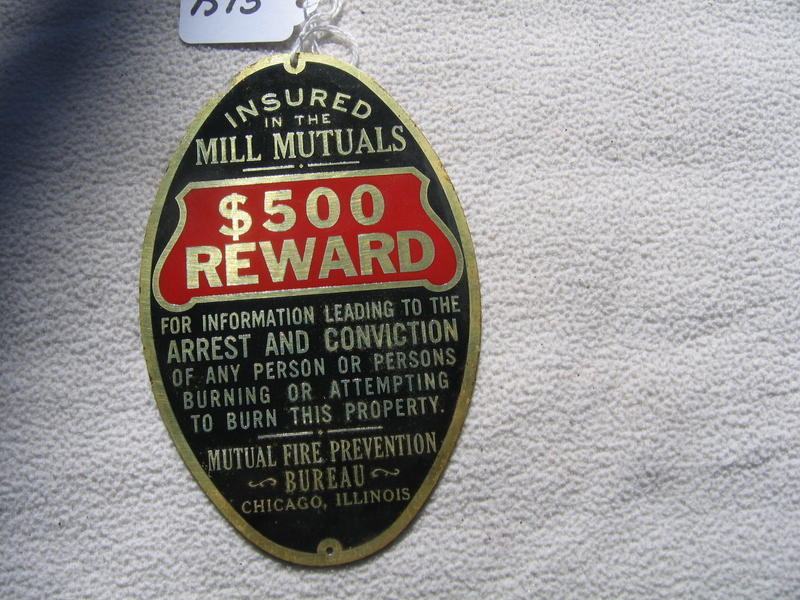 INSURED
IN THE
MILL MUTUALS
$500
REWARD
FOR INFORMATION LEADING TO THE
ARREST AND CONVICTION
OF ANY PERSON OR PERSONS
BURNING OR ATTEMPTING
TO BURN THIS PROPERTY.
MUTUAL FIRE PREVENTION
BUREAU
CHICAGO, ILLINOIS